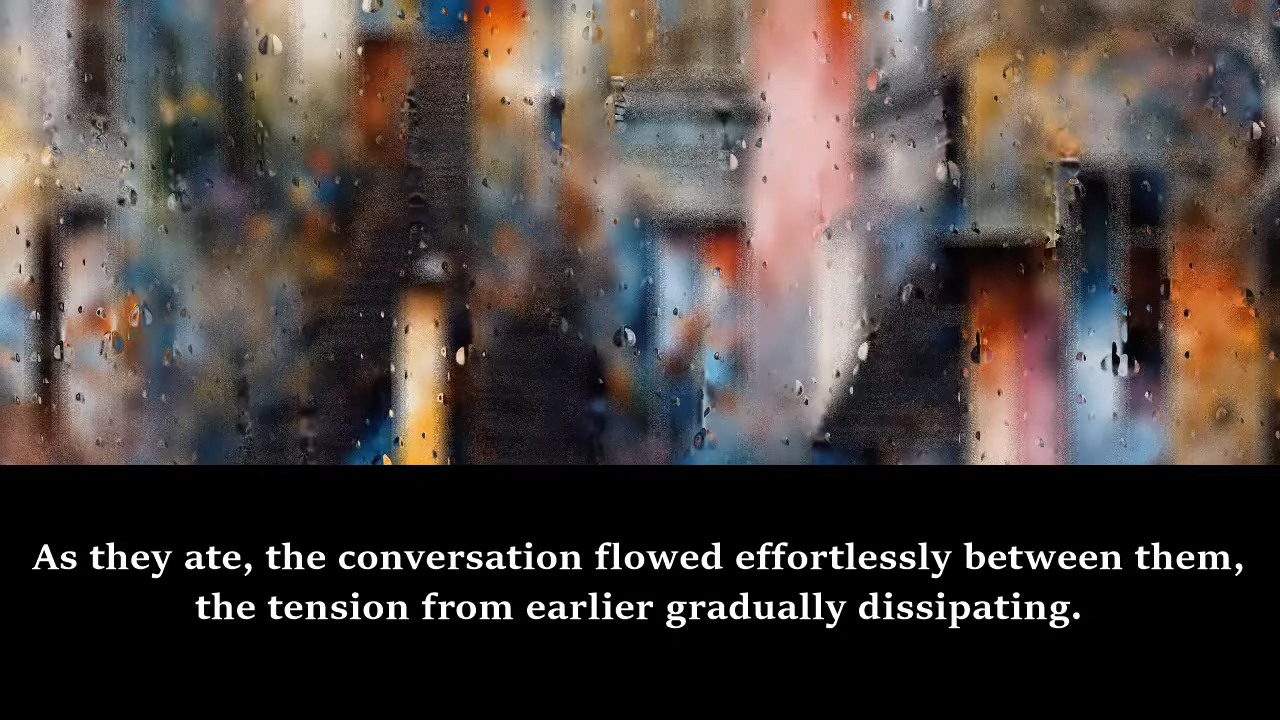 As they ate, the conversation flowed effortlessly between them,
the tension from earlier gradually dissipating.